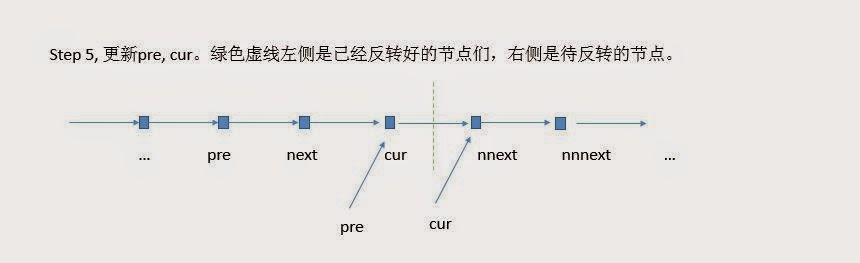 Step 5, 更新pre, cur。绿色虚线左侧是已经反转好的节点们，右侧是待反转的节点。
... pre next cur nnext nnnext ...
pre cur